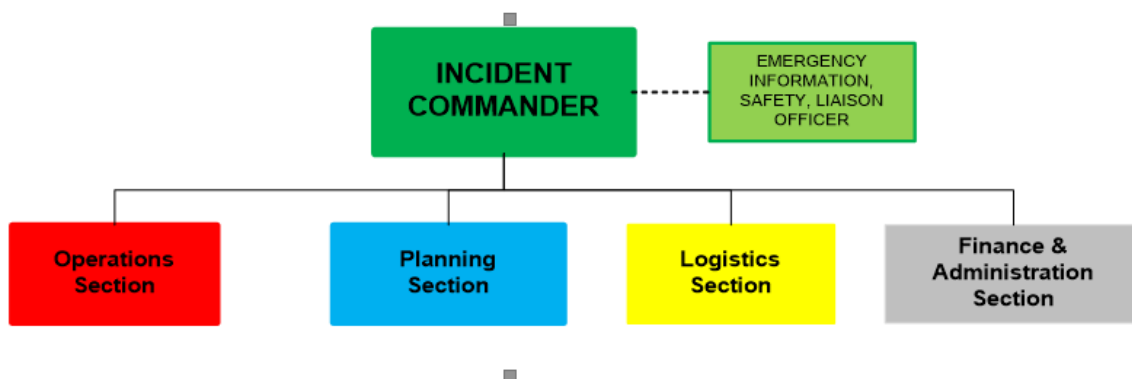 INCIDENT
COMMANDER
EMERGENCY
INFORMATION,
SAFETY, LIAISON
OFFICER
Operations
Section
Planning
Section
Logistics
Section
Finance &
Administration
Section